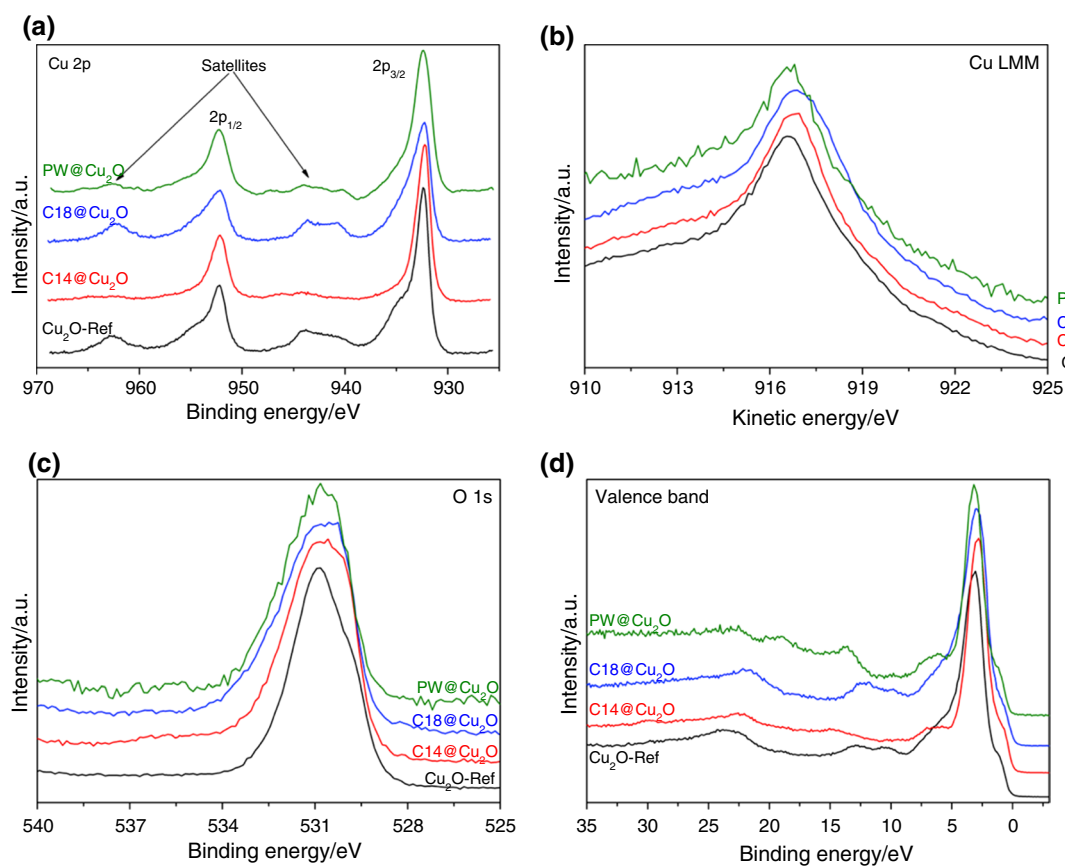 (a)
Cu 2p
Satellites
2p3/2
2p1/2
PW@Cu2O
C18@Cu2O
C14@Cu2O
Cu2O-Ref
Intensity/a.u.
970 960 950 940 930
Binding energy/eV
(b)
Cu LMM
P
C
C
C
Intensity/a.u.
910 913 916 919 922 925
Kinetic energy/eV
(c)
O 1s
PW@Cu2O
C18@Cu2O
C14@Cu2O
Cu2O-Ref
Intensity/a.u.
540 537 534 531 528 525
Binding energy/eV
(d)
Valence band
PW@Cu2O
C18@Cu2O
C14@Cu2O
Cu2O-Ref
Intensity/a.u.
35 30 25 20 15 10 5 0
Binding energy/eV